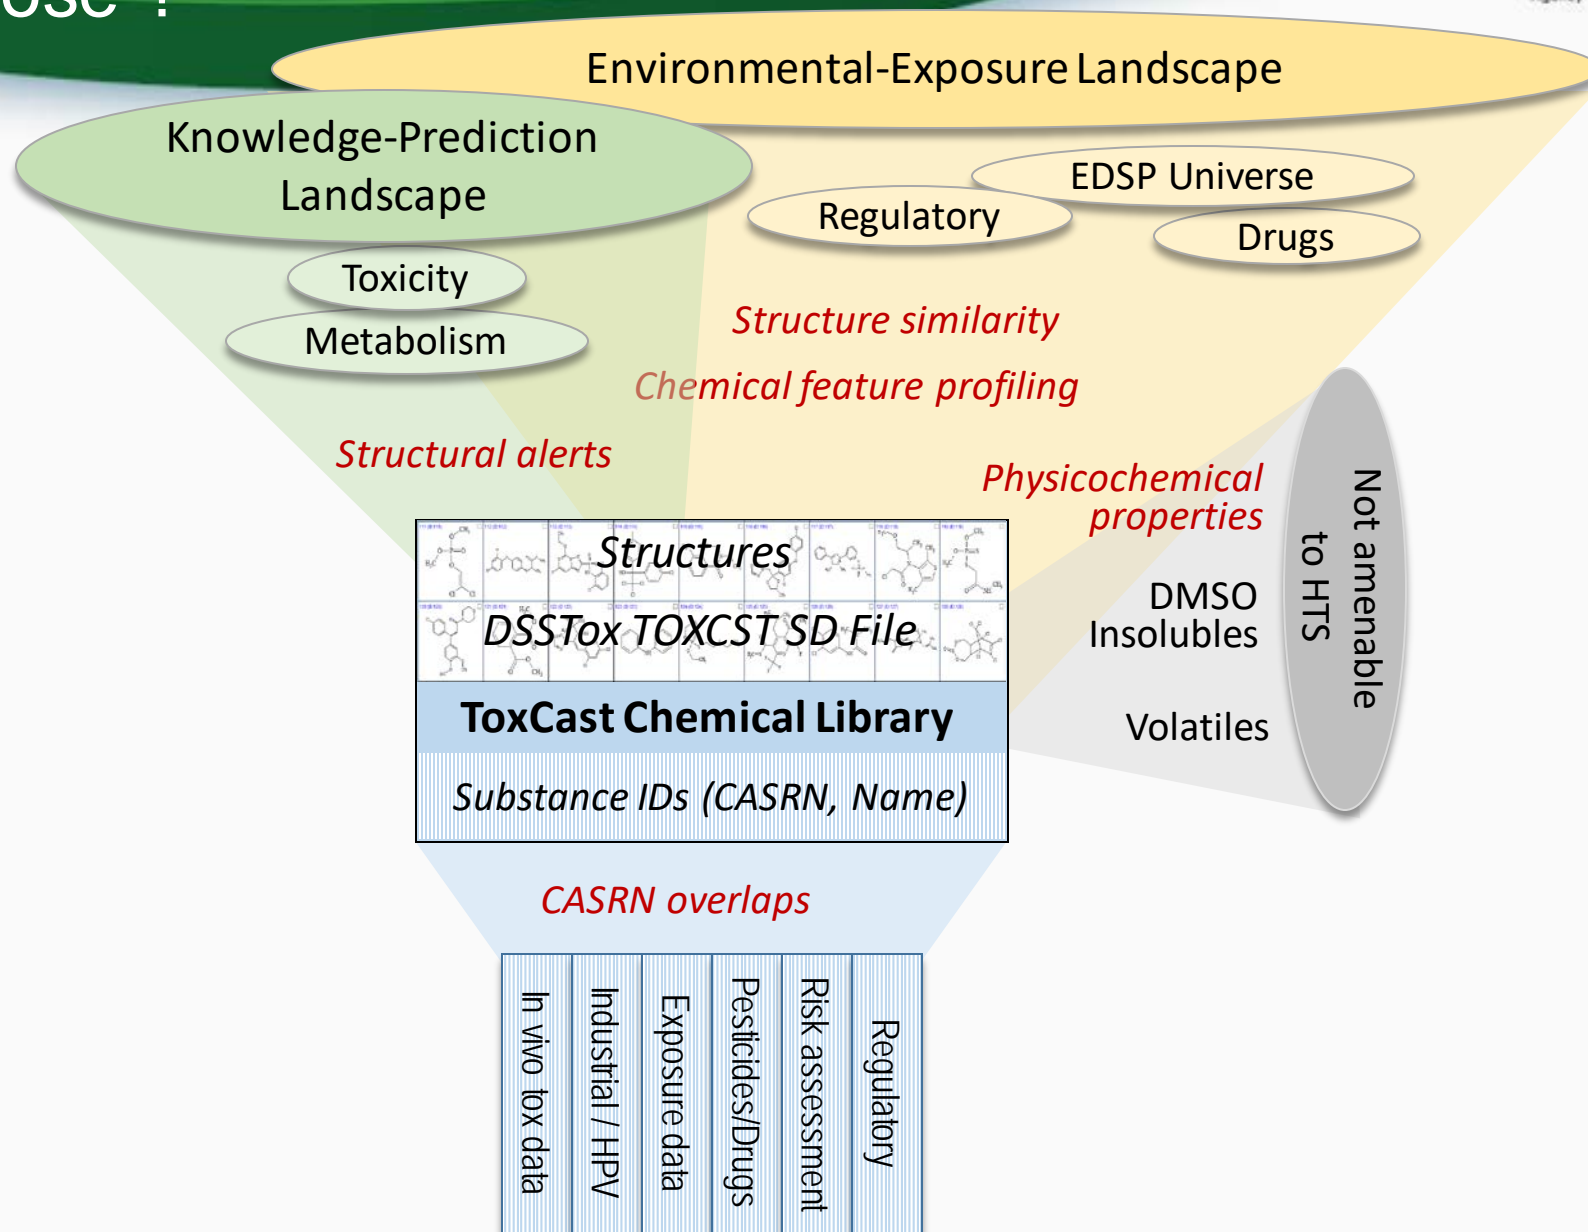 Environmental-Exposure Landscape
Knowledge-Prediction
Landscape
EDSP Universe
Regulatory
Drugs
Toxicity
Metabolism
Structure similarity
Chemical feature profiling
Structural alerts
Physicochemical
properties
Not amenable
to HTS
DMSO
Insolubles
Volatiles
Structures
DSSTox TOXCST SD File
ToxCast Chemical Library
Substance IDs (CASRN, Name)
CASRN overlaps
In vivo tox data
Industrial / HPV
Exposure data
Pesticides/Drugs
Risk assessment
Regulatory